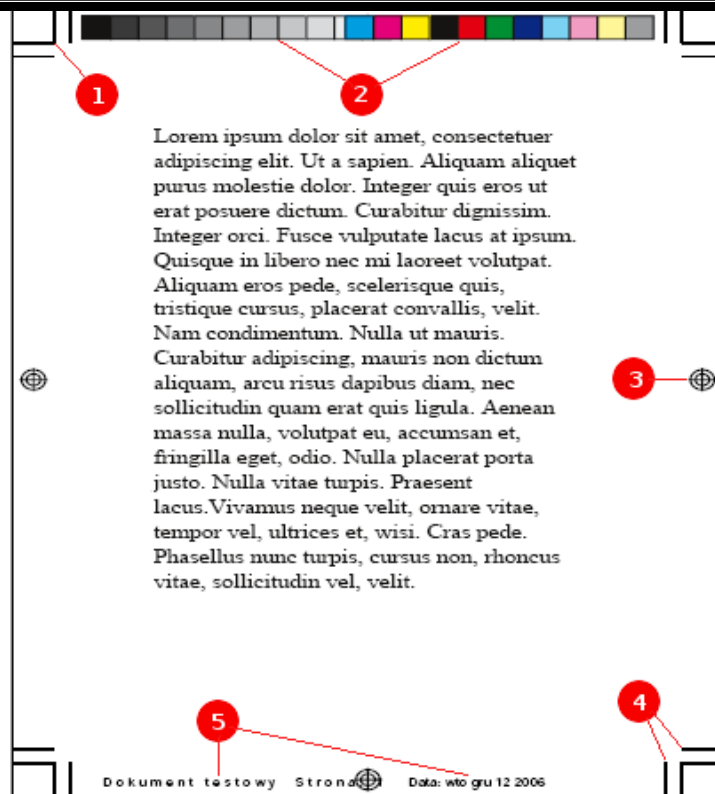 1
2
Lorem ipsum dolor sit amet, consectetuer
adipiscing elit. Ut a sapien. Aliquam aliquet
purus molestie dolor. Integer quis eros ut
erat posuere dictum. Curabitur dignissim.
Integer orci. Fusce vulputate lacus at ipsum.
Quisque in libero nec mi laoreet volutpat.
Aliquam eros pede, scelerisque quis,
tristique cursus, placerat convallis, velit.
Nam condimentum. Nulla ut mauris.
Curabitur adipiscing, mauris non dictum
aliquam, arcu risus dapibus diam, nec
sollicitudin quam erat quis ligula. Aenean
massa nulla, volutpat eu, accumsan et,
fringilla eget, odio. Nulla placerat porta
justo. Nulla vitae turpis. Praesent
lacus.Vivamus neque velit, ornare vitae,
tempor vel, ultrices et, wisi. Cras pede.
Phasellus nunc turpis, cursus non, rhoncus
vitae, sollicitudin vel, velit.
3
4
5
Dokument testowy Strona Data: wto gru 12 2006